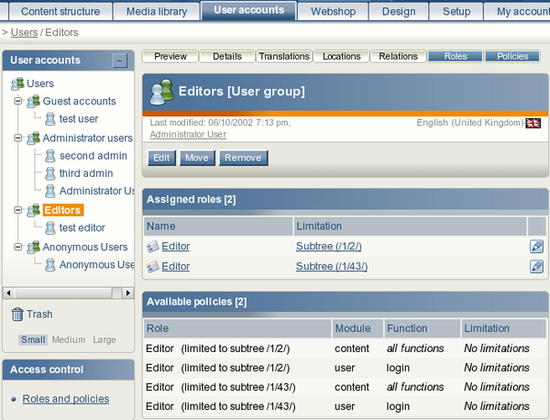 Content structure Media library User accounts Webshop Design Setup My account
> Users / Editors
User accounts
Users
Guest accounts
test user
Administrator users
second admin
third admin
Administrator Us
Editors
test editor
Anonymous Users
Anonymous Use
Trash
Small Medium Large
Access control
Roles and policies
Preview Details Translations Locations Relations Roles Policies
Editors [User group]
Last modified: 06/10/2002 7:13 pm, English (United Kingdom)
Administrator User
Edit Move Remove
Assigned roles [2]
Name Limitation
Editor Subtree (/1/2/)
Editor Subtree (/1/43/)
Available policies [2]
Role Module Function Limitation
Editor (limited to subtree /1/2/) content all functions No limitations
Editor (limited to subtree /1/2/) user login No limitations
Editor (limited to subtree /1/43/) content all functions No limitations
Editor (limited to subtree /1/43/) user login No limitations